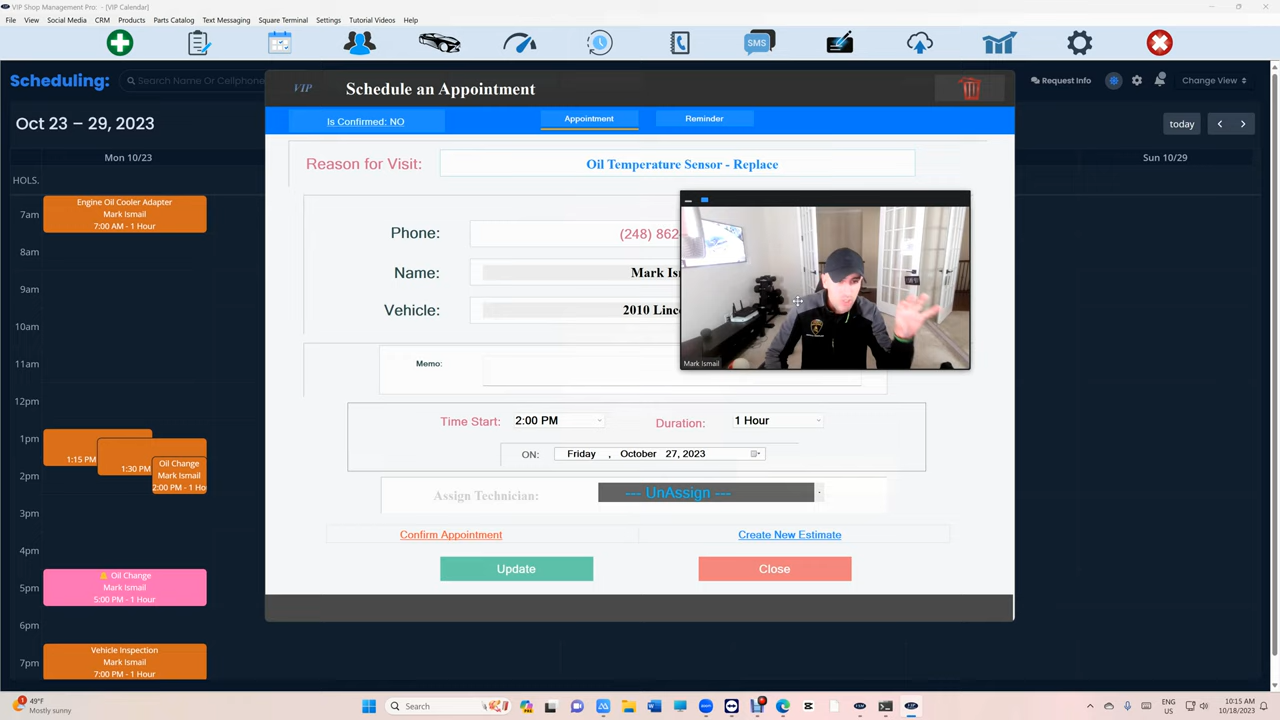 VIP Shop Management Pro: - [VIP Calendar]
File View Social Media CRM Products Parts Catalog Text Messaging Square Terminal Settings Tutorial Videos Help
SMS
Scheduling:
Search Name Or Cellphone
Request Info
Change View
VIP
Schedule an Appointment
Is Confirmed: NO
Appointment
Reminder
Oct 23 – 29, 2023
today
Mon 10/23
Sun 10/29
HOLS.
7am
8am
9am
10am
11am
12pm
1pm
2pm
3pm
4pm
5pm
6pm
7pm
Engine Oil Cooler Adapter
Mark Ismail
7:00 AM - 1 Hour
1:15 PM
1:30 PM
Oil Change
Mark Ismail
2:00 PM - 1 Ho
Oil Change
Mark Ismail
5:00 PM - 1 Hour
Vehicle Inspection
Mark Ismail
7:00 PM - 1 Hour
Reason for Visit: Oil Temperature Sensor - Replace
Phone: (248) 862
Name: Mark Is
Vehicle: 2010 Linc
Mark Ismail
Memo:
Time Start: 2:00 PM Duration: 1 Hour
ON: Friday , October 27, 2023
Assign Technician: --- UnAssign ---
Confirm Appointment Create New Estimate
Update Close
1
49°F
Mostly sunny
Search
ENG
US
10:15 AM
10/18/2023